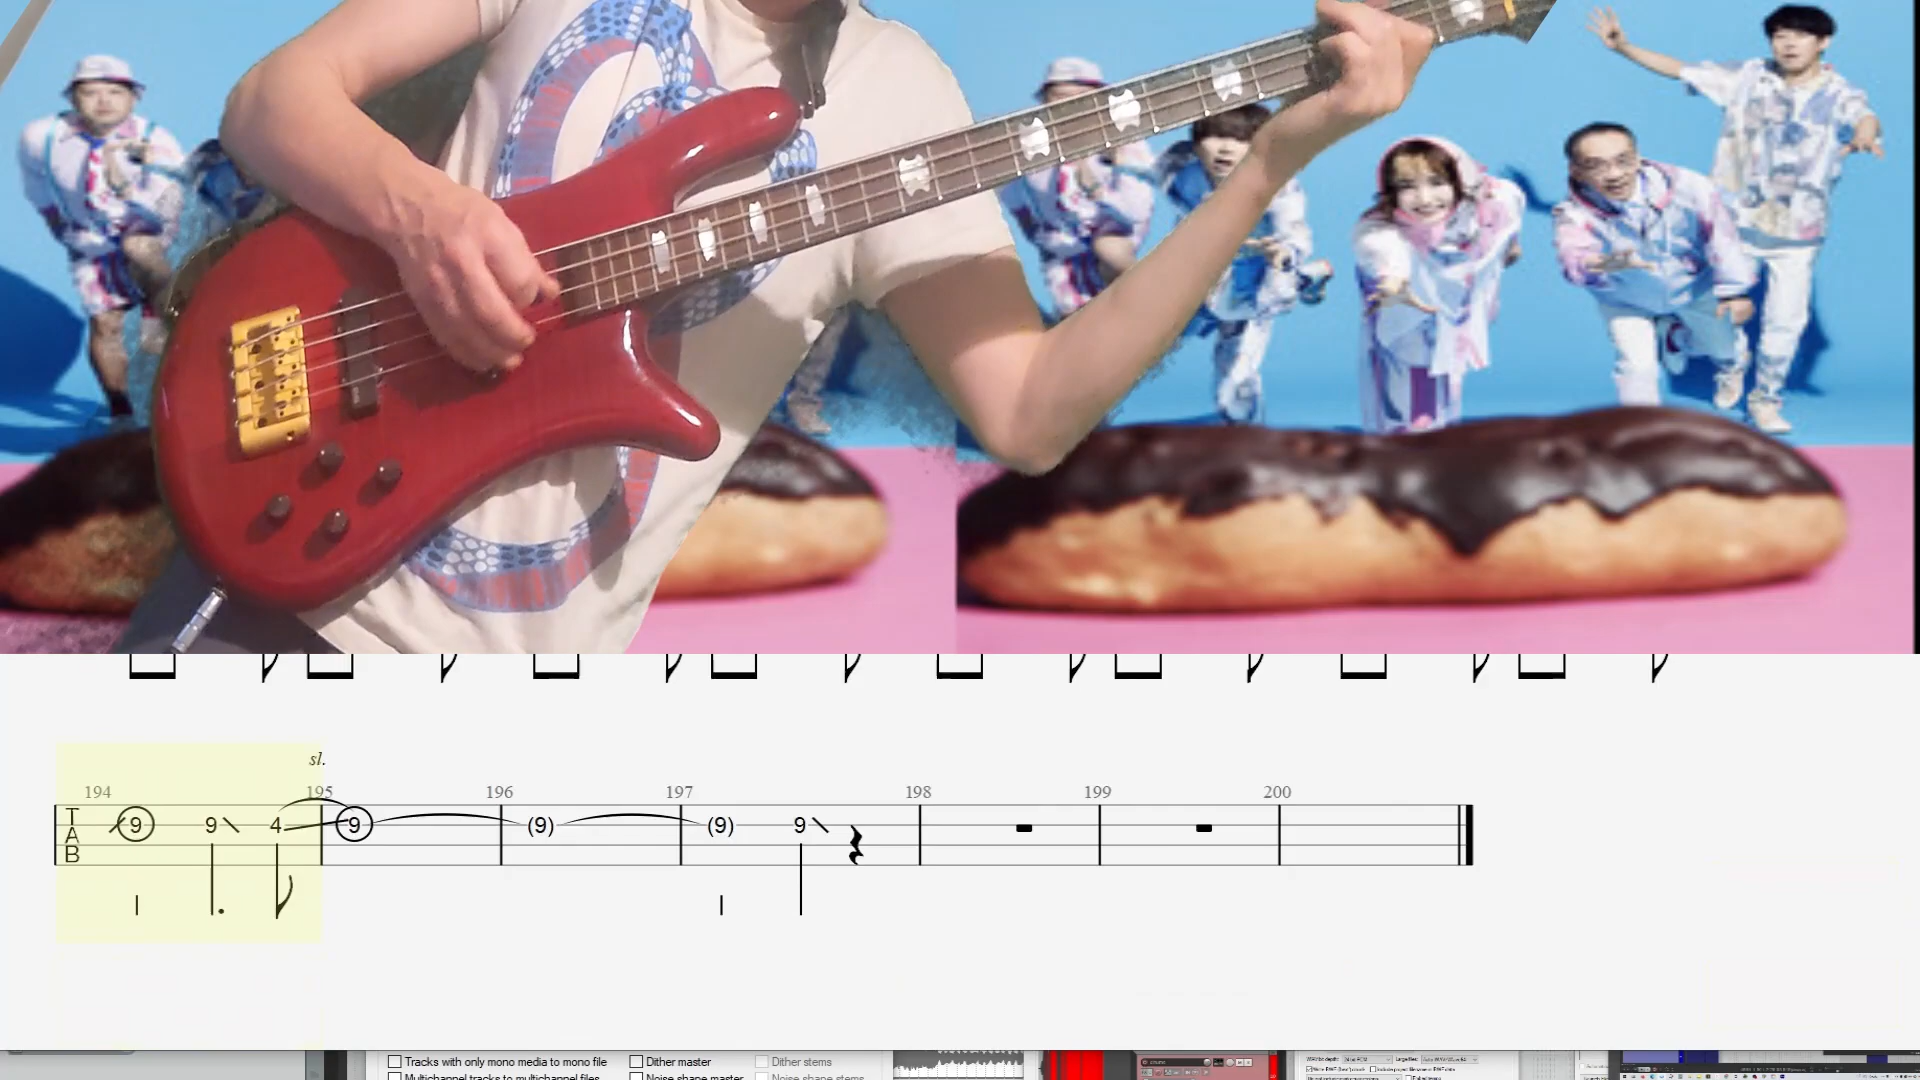 sl.
194 195 196 197 198 199 200
T
A
B
9 9 4 9 (9) (9) 9
Tracks with only mono media to mono file Dither master Dither stems
Multichannel tracks to multichannel files Noise shape master Noise shape stems